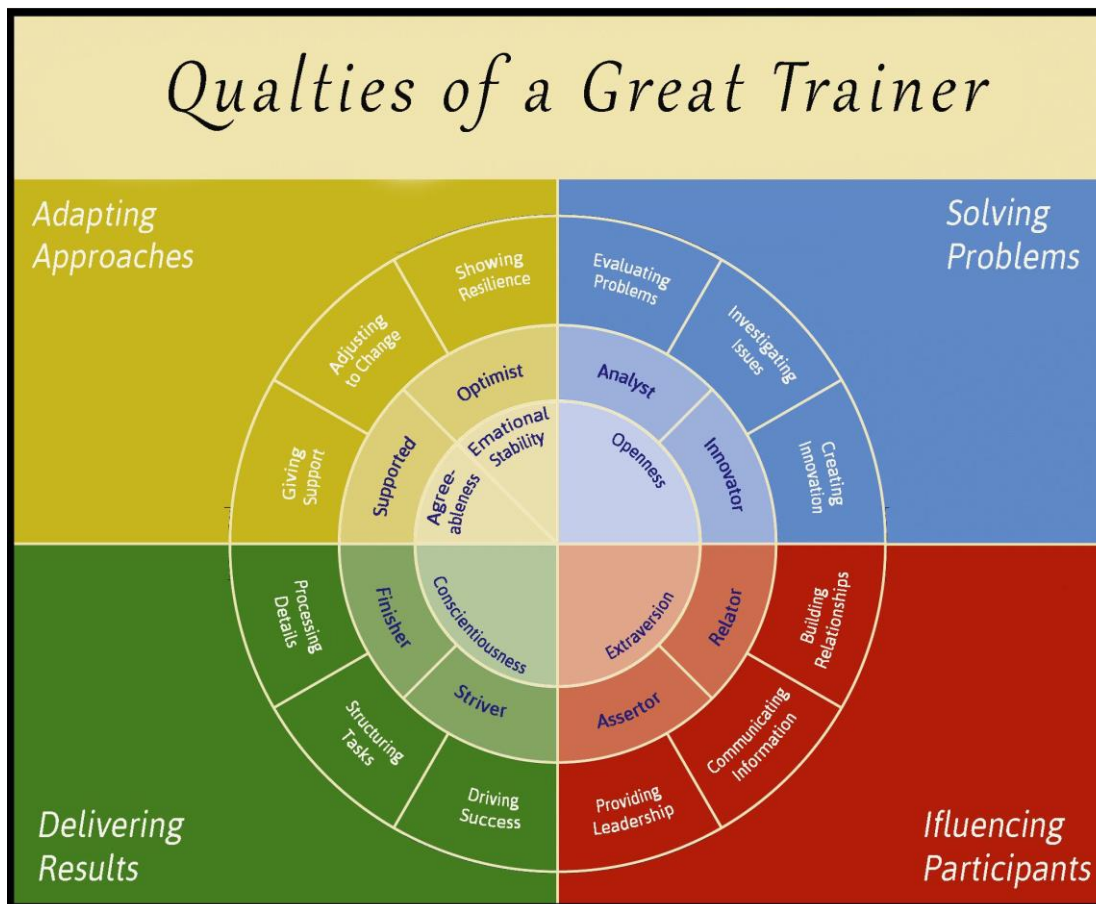 Qualties of a Great Trainer
Adapting
Approaches
Solving
Problems
Showing
Resilience
Evaluating
Problems
Adjusting
to Change
Investigating
Issues
Giving
Support
Creating
Innovation
Optimist
Analyst
Supported
Innovator
Emational
Stability
Agree-
ableness
Openness
Conscientiousness
Extraversion
Finisher
Relator
Striver
Assertor
Processing
Details
Building
Relationships
Structuring
Tasks
Communicating
Information
Driving
Success
Providing
Leadership
Delivering
Results
Ifluencing
Participants